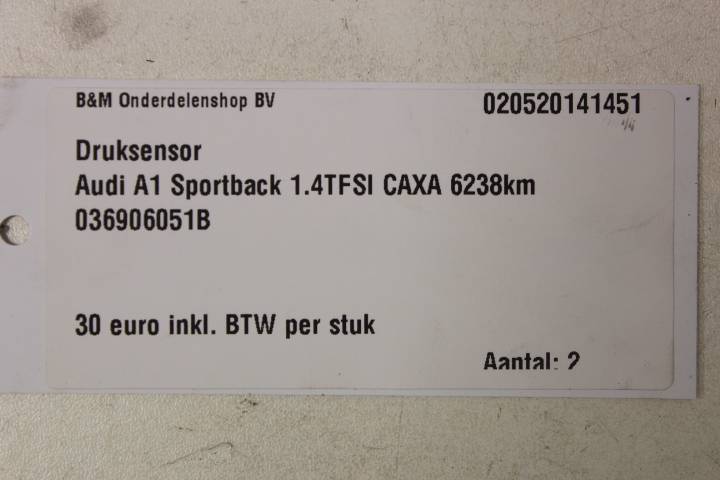 B&M Onderdelenshop BV
020520141451
Druksensor
Audi A1 Sportback 1.4TFSI CAXA 6238km
036906051B
30 euro inkl. BTW per stuk
Aantal: 2